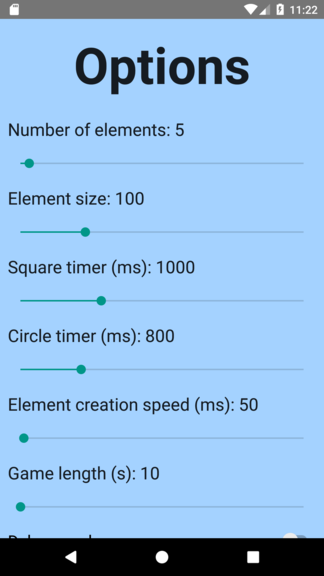 11:22
Options
Number of elements: 5
Element size: 100
Square timer (ms): 1000
Circle timer (ms): 800
Element creation speed (ms): 50
Game length (s): 10